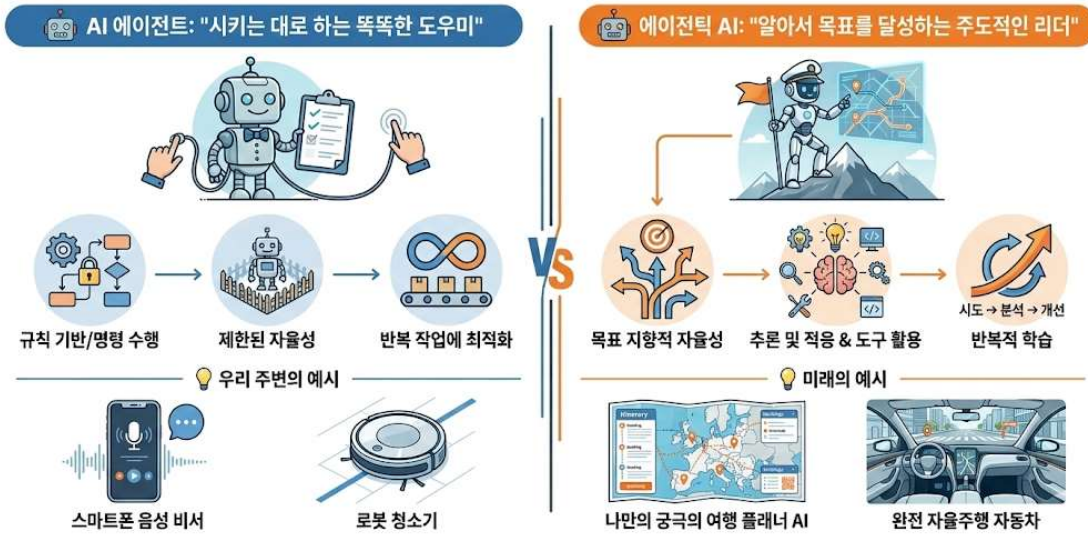 AI 에이전트: "시키는 대로 하는 똑똑한 도우미"
규칙 기반/명령 수행
제한된 자율성
반복 작업에 최적화
우리 주변의 예시
스마트폰 음성 비서
로봇 청소기
VS
에이전틱 AI: "알아서 목표를 달성하는 주도적인 리더"
목표 지향적 자율성
추론 및 적응 & 도구 활용
시도 → 분석 → 개선
반복적 학습
미래의 예시
Itinerary
나만의 궁극의 여행 플래너 AI
완전 자율주행 자동차